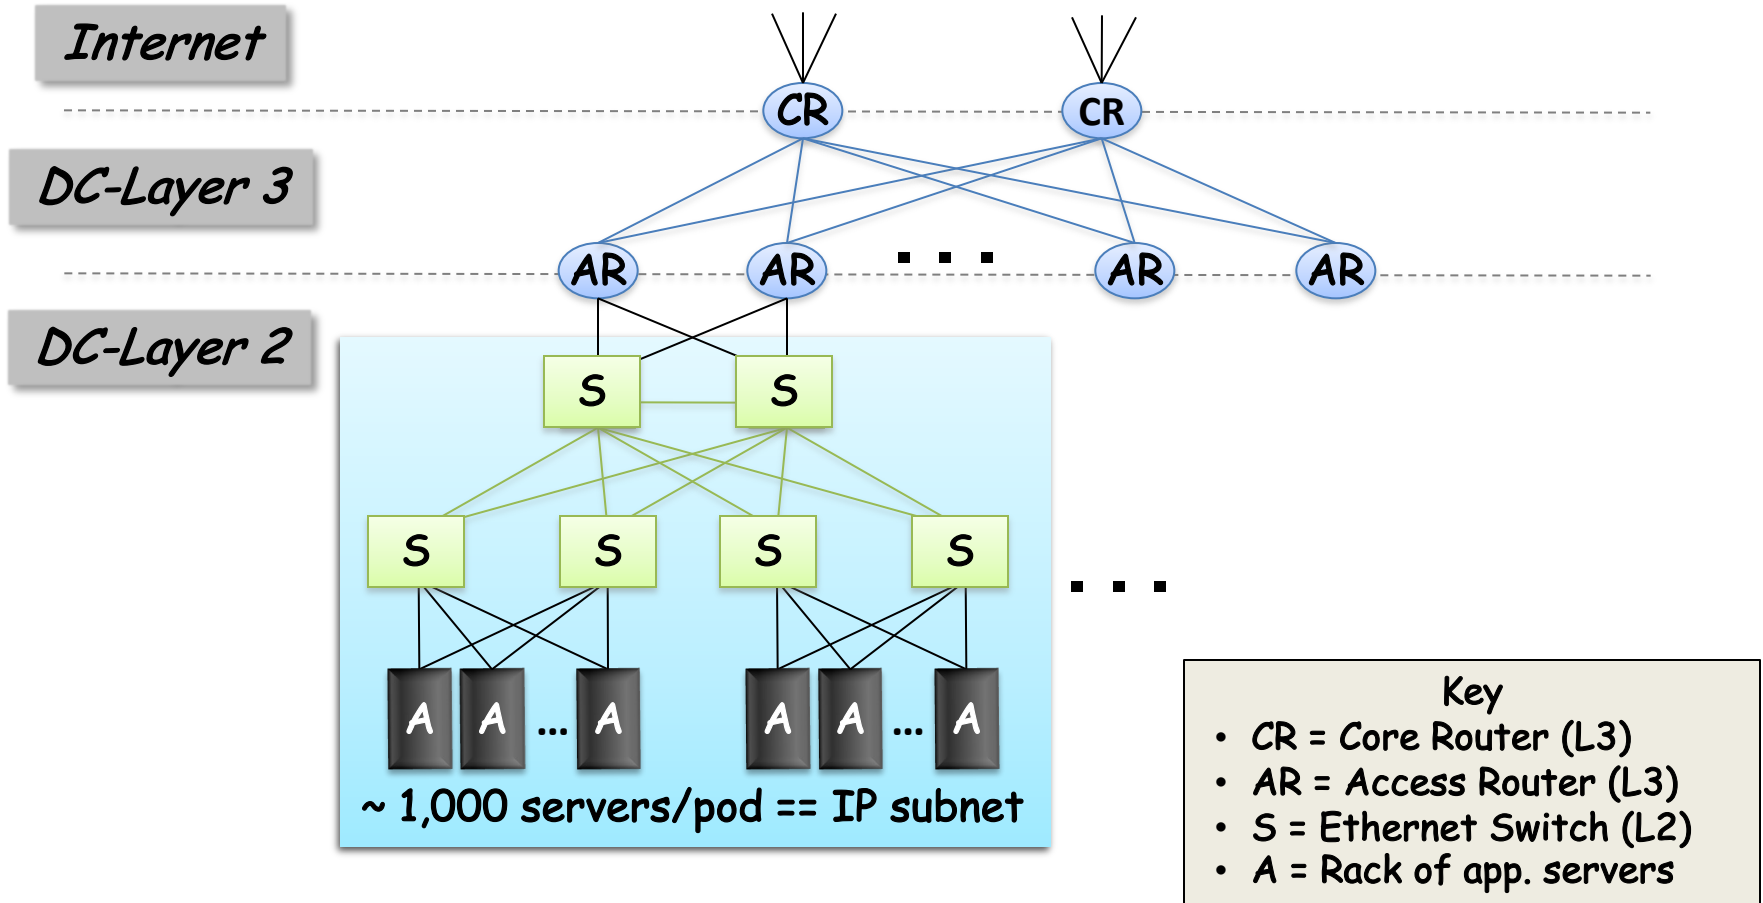 Internet
CR CR
DC-Layer 3
AR AR . . . AR AR
DC-Layer 2
S S
S S S S
. . .
A A ... A A A ... A
~ 1,000 servers/pod == IP subnet
Key
• CR = Core Router (L3)
• AR = Access Router (L3)
• S = Ethernet Switch (L2)
• A = Rack of app. servers